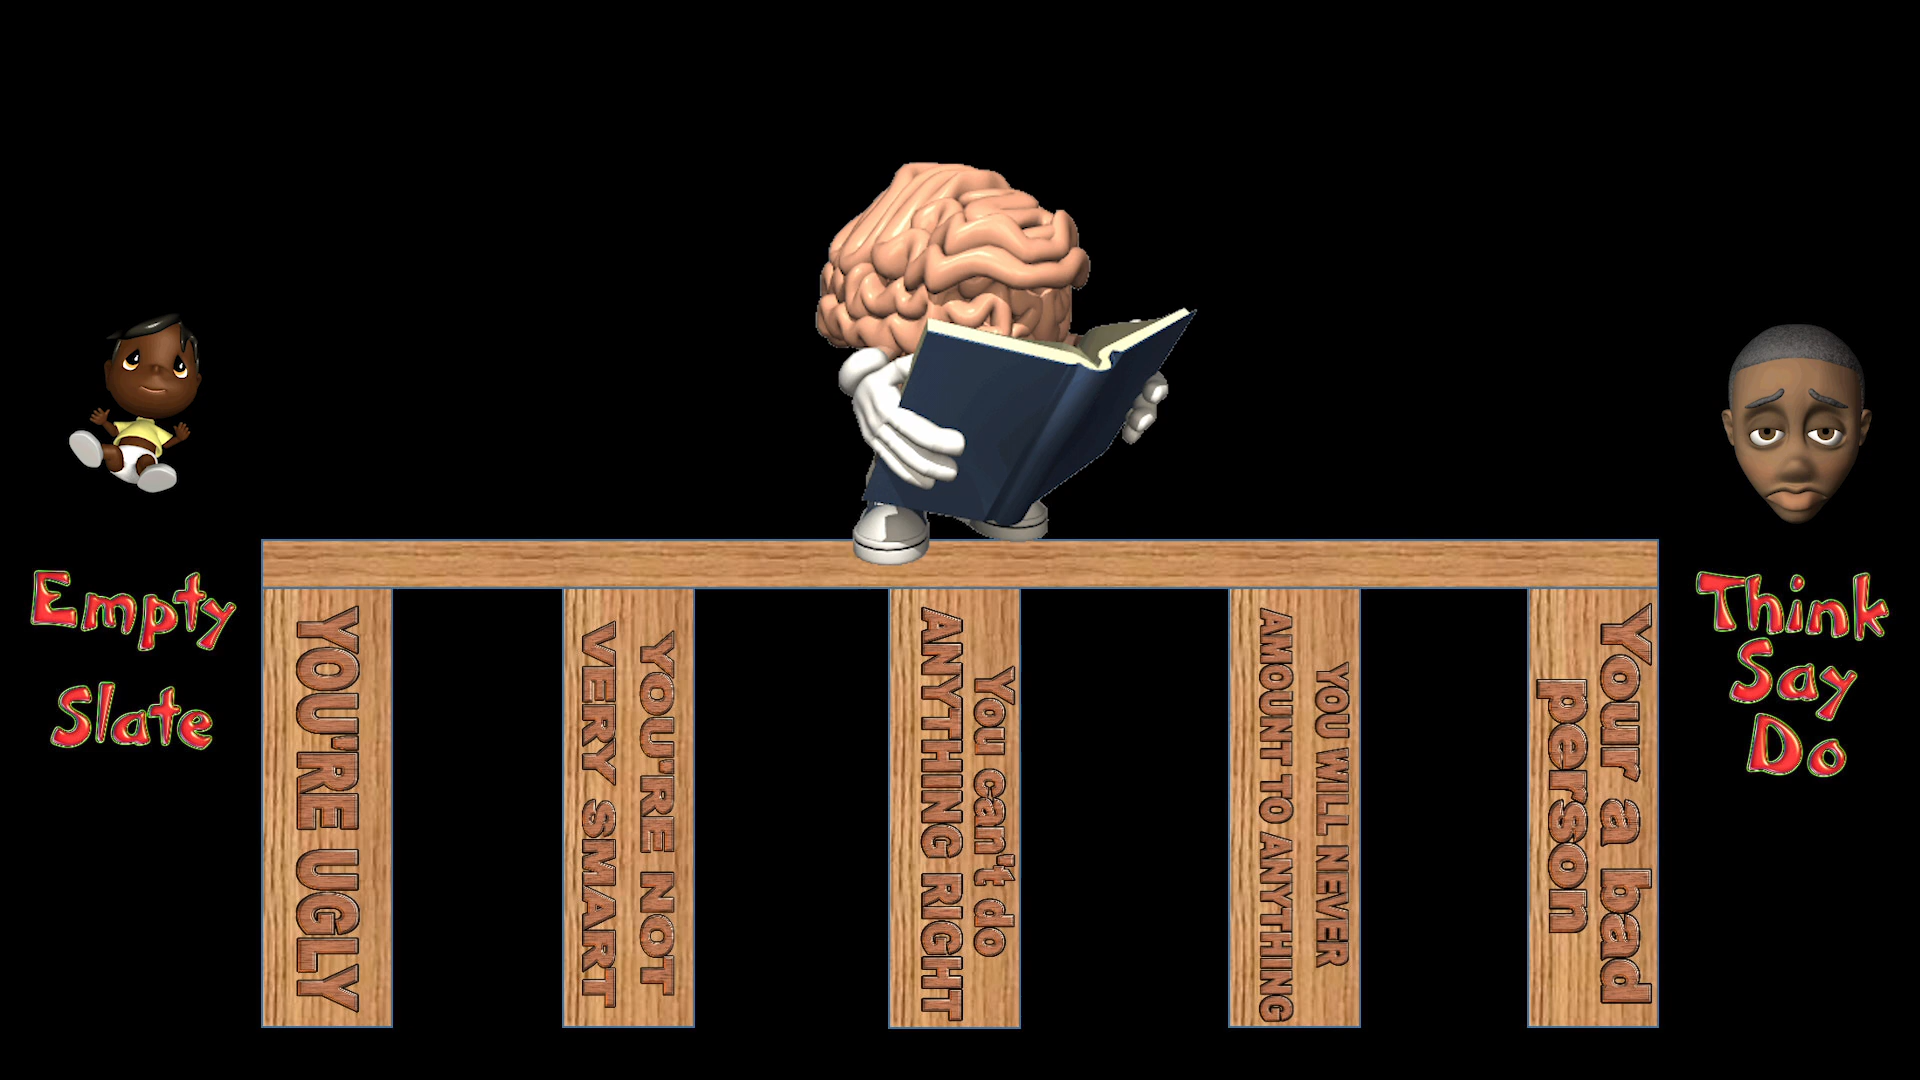 Empty
Slate
YOU'RE UGLY
YOU'RE NOT
VERY SMART
You can't do
ANYTHING RIGHT
YOU WILL NEVER
AMOUNT TO ANYTHING
Your a bad
person
Think
Say
Do